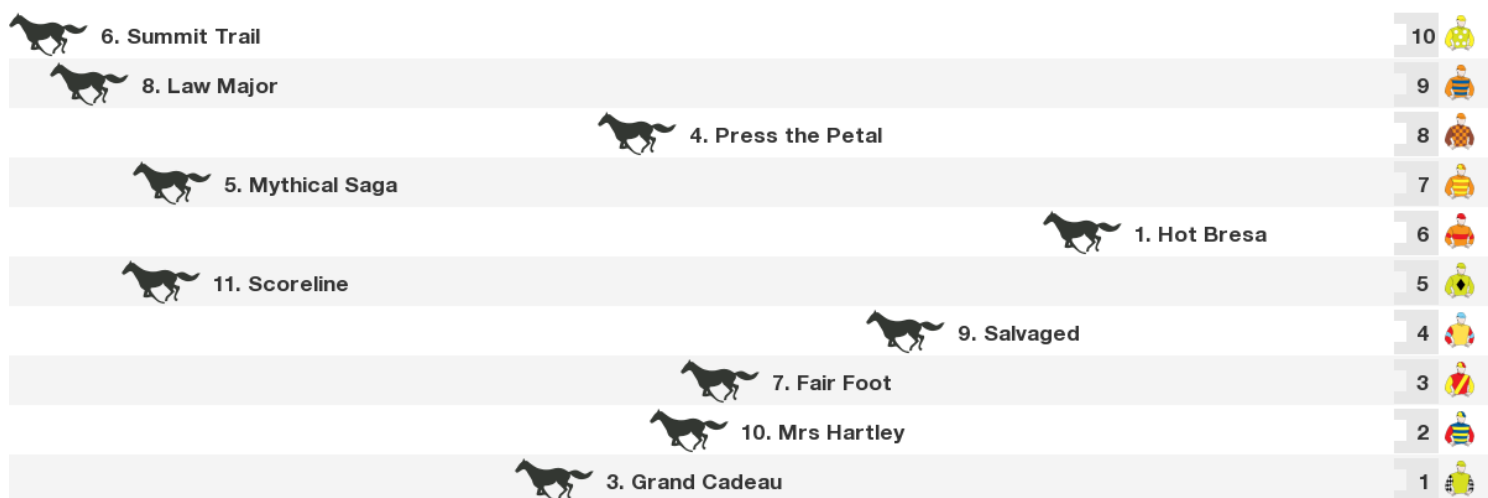 6. Summit Trail 10
8. Law Major 9
4. Press the Petal 8
5. Mythical Saga 7
1. Hot Bresa 6
11. Scoreline 5
9. Salvaged 4
7. Fair Foot 3
10. Mrs Hartley 2
3. Grand Cadeau 1